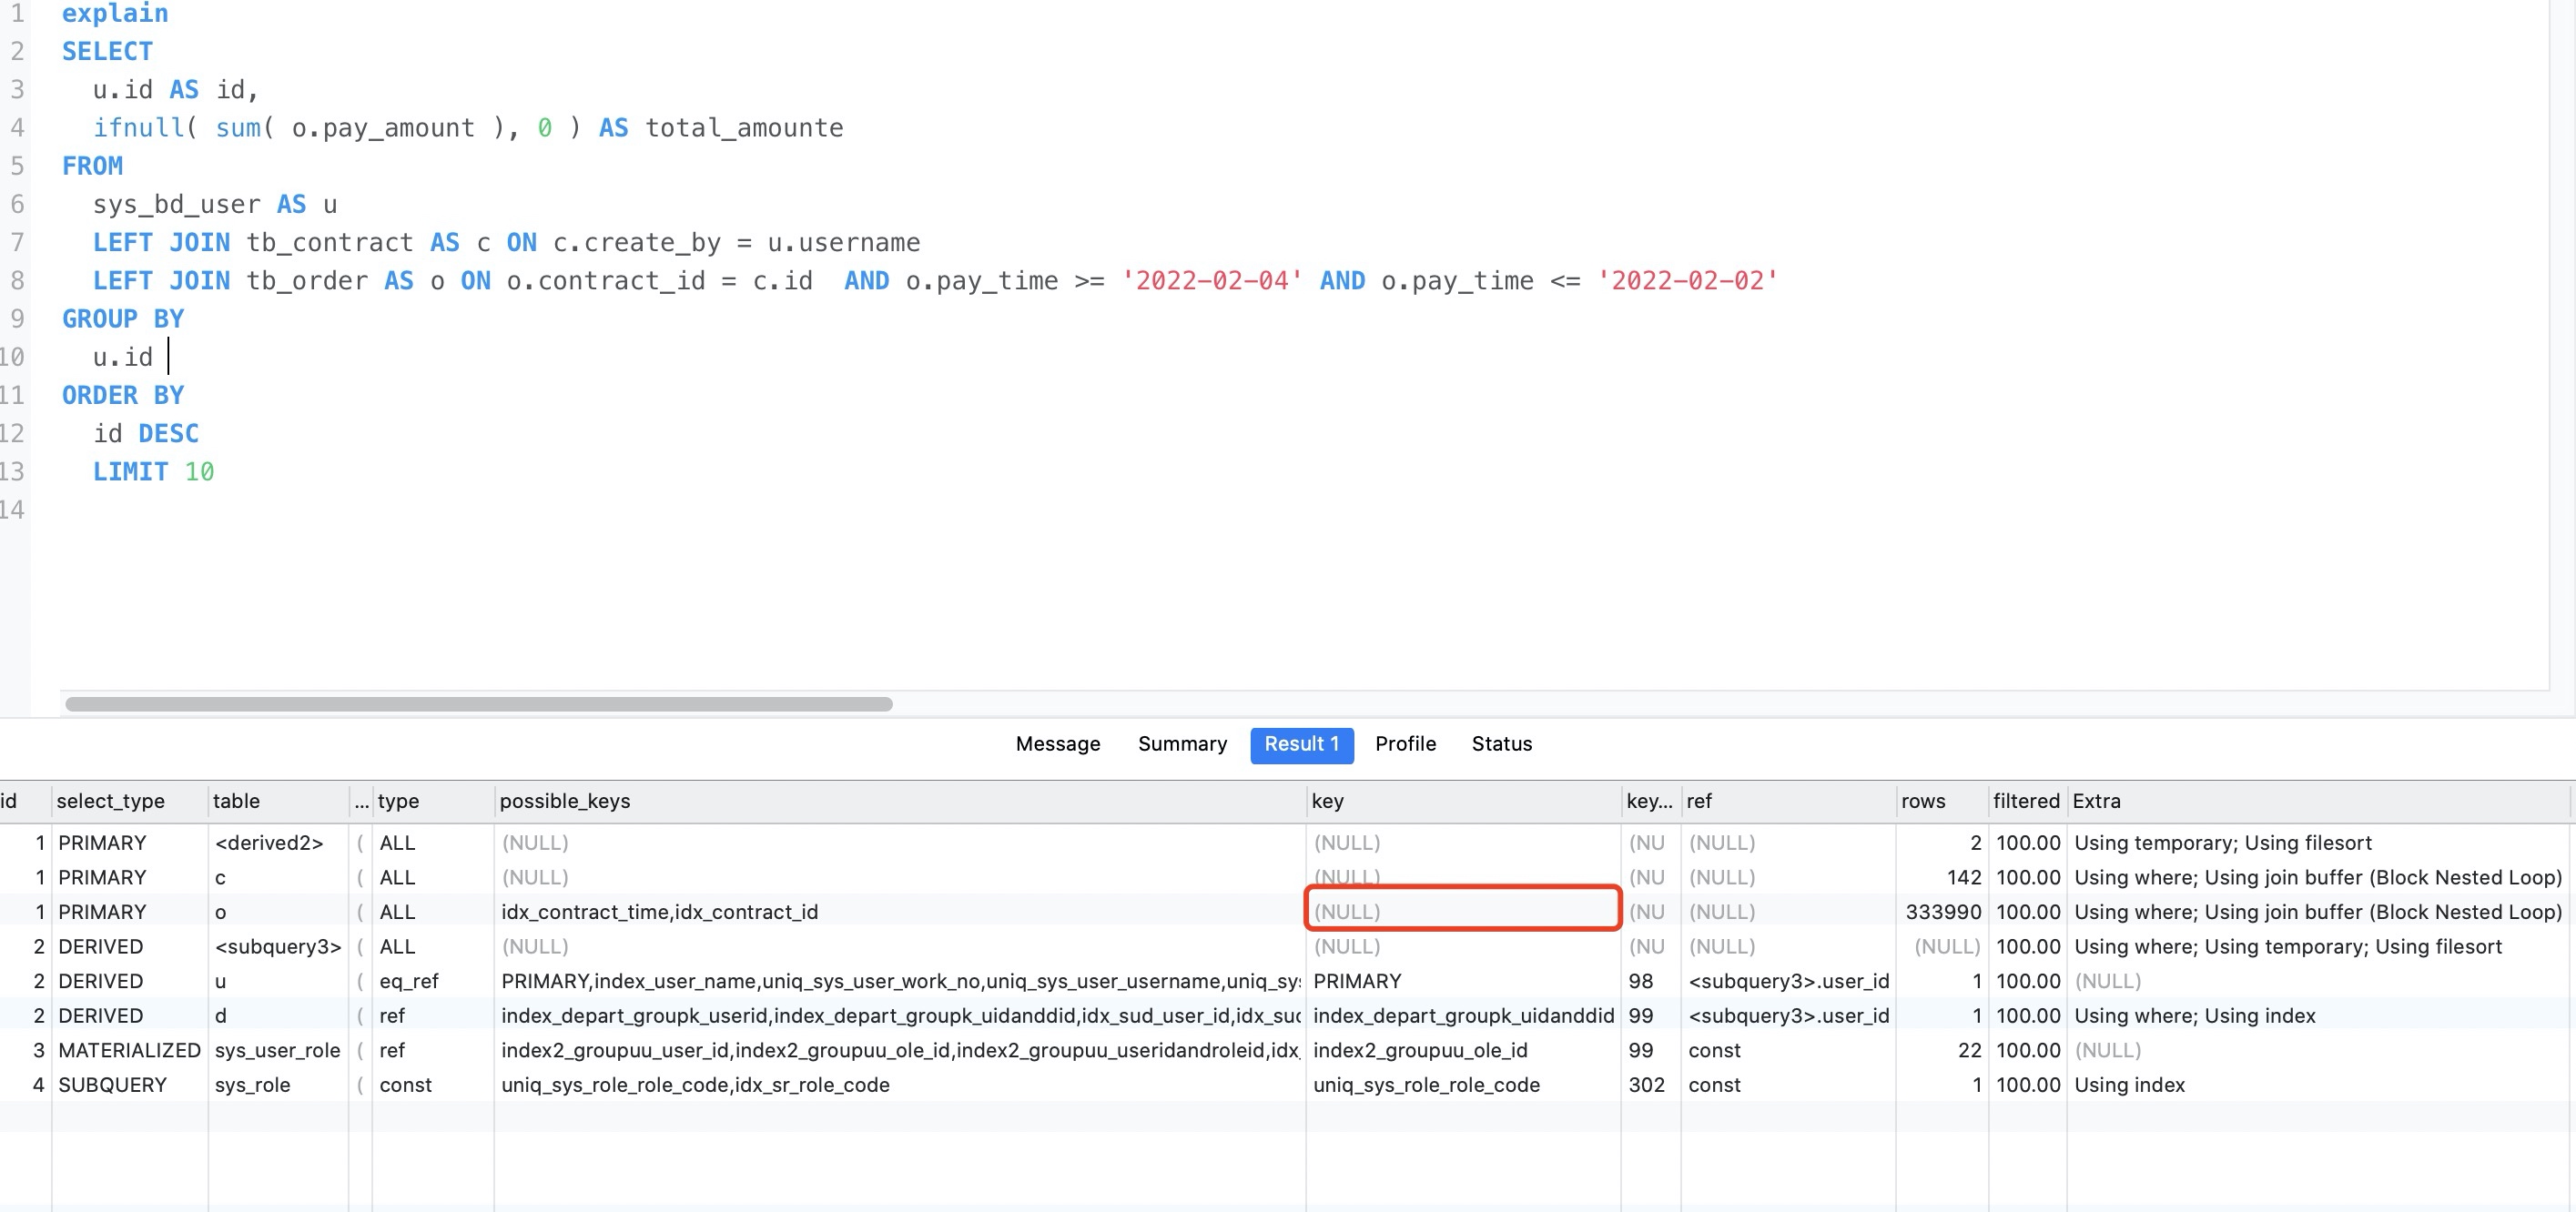 1 explain
2 SELECT
3 u.id AS id,
4 ifnull( sum( o.pay_amount ), 0 ) AS total_amounte
5 FROM
6 sys_bd_user AS u
7 LEFT JOIN tb_contract AS c ON c.create_by = u.username
8 LEFT JOIN tb_order AS o ON o.contract_id = c.id  AND o.pay_time >= '2022-02-04' AND o.pay_time <= '2022-02-02'
9 GROUP BY
10 u.id
11 ORDER BY
12 id DESC
13 LIMIT 10
14
Message Summary Result 1 Profile Status
id select_type table ... type possible_keys key key... ref rows filtered Extra
1 PRIMARY <derived2> ( ALL (NULL) (NULL) (NU (NULL) 2 100.00 Using temporary; Using filesort
1 PRIMARY c ( ALL (NULL) (NULL) (NU (NULL) 142 100.00 Using where; Using join buffer (Block Nested Loop)
1 PRIMARY o ( ALL idx_contract_time,idx_contract_id (NULL) (NU (NULL) 333990 100.00 Using where; Using join buffer (Block Nested Loop)
2 DERIVED <subquery3> ( ALL (NULL) (NULL) (NU (NULL) (NULL) 100.00 Using where; Using temporary; Using filesort
2 DERIVED u ( eq_ref PRIMARY,index_user_name,uniq_sys_user_work_no,uniq_sys_user_username,uniq_sys PRIMARY 98 <subquery3>.user_id 1 100.00 (NULL)
2 DERIVED d ( ref index_depart_groupk_userid,index_depart_groupk_uidanddid,idx_sud_user_id,idx_sud index_depart_groupk_uidanddid 99 <subquery3>.user_id 1 100.00 Using where; Using index
3 MATERIALIZED sys_user_role ( ref index2_groupuu_user_id,index2_groupuu_ole_id,index2_groupuu_useridandroleid,idx_ index2_groupuu_ole_id 99 const 22 100.00 (NULL)
4 SUBQUERY sys_role ( const uniq_sys_role_role_code,idx_sr_role_code uniq_sys_role_role_code 302 const 1 100.00 Using index